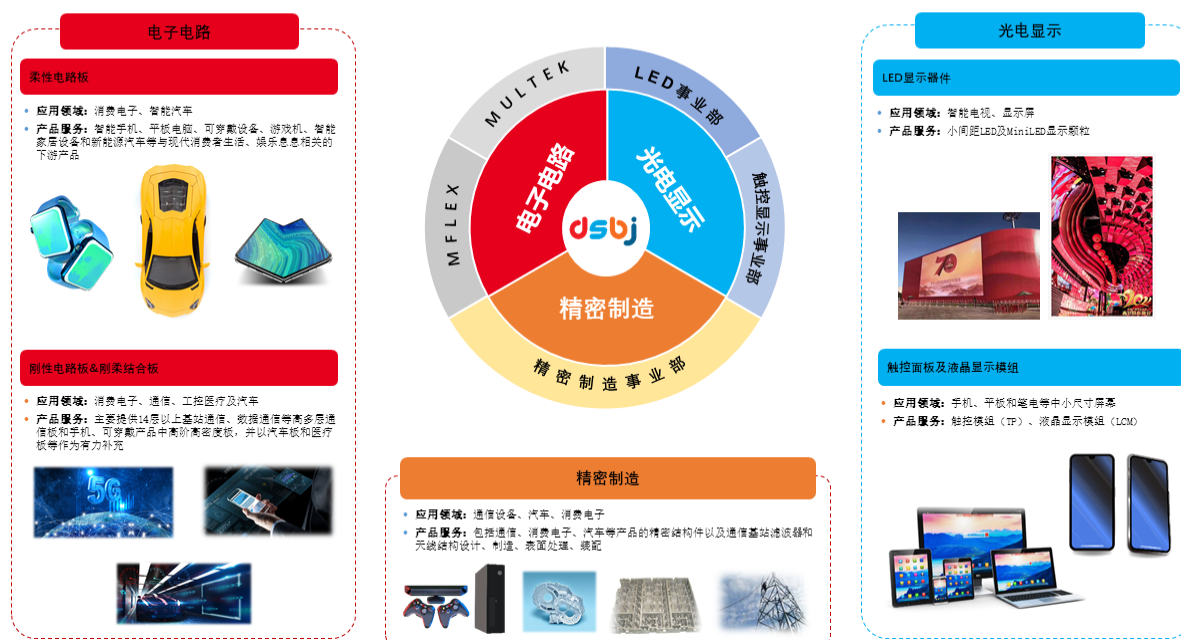 电子电路
柔性电路板
应用领域：消费电子、智能汽车
产品服务：智能手机、平板电脑、可穿戴设备、游戏机、智能
家居设备和新能源汽车等与现代消费者生活、娱乐息息相关的
下游产品
刚性电路板&刚柔结合板
应用领域：消费电子、通信、工控医疗及汽车
产品服务：主要提供14层以上基站通信、数据通信等高多层通
信板和手机、可穿戴产品中高阶高密度板，并以汽车板和医疗
板等作为有力补充
5G
MULTEK
LED事业部
MFLEX
触控显示事业部
电子电路
光电显示
dsbj
精密制造
精密制造事业部
精密制造
应用领域：通信设备、汽车、消费电子
产品服务：包括通信、消费电子、汽车等产品的精密结构件以及通信基站滤波器和
天线结构设计、制造、表面处理、装配
光电显示
LED显示器件
应用领域：智能电视、显示屏
产品服务：小间距LED及MiniLED显示颗粒
70
触控面板及液晶显示模组
应用领域：手机、平板和笔电等中小尺寸屏幕
产品服务：触控模组（TP）、液晶显示模组（LCM）